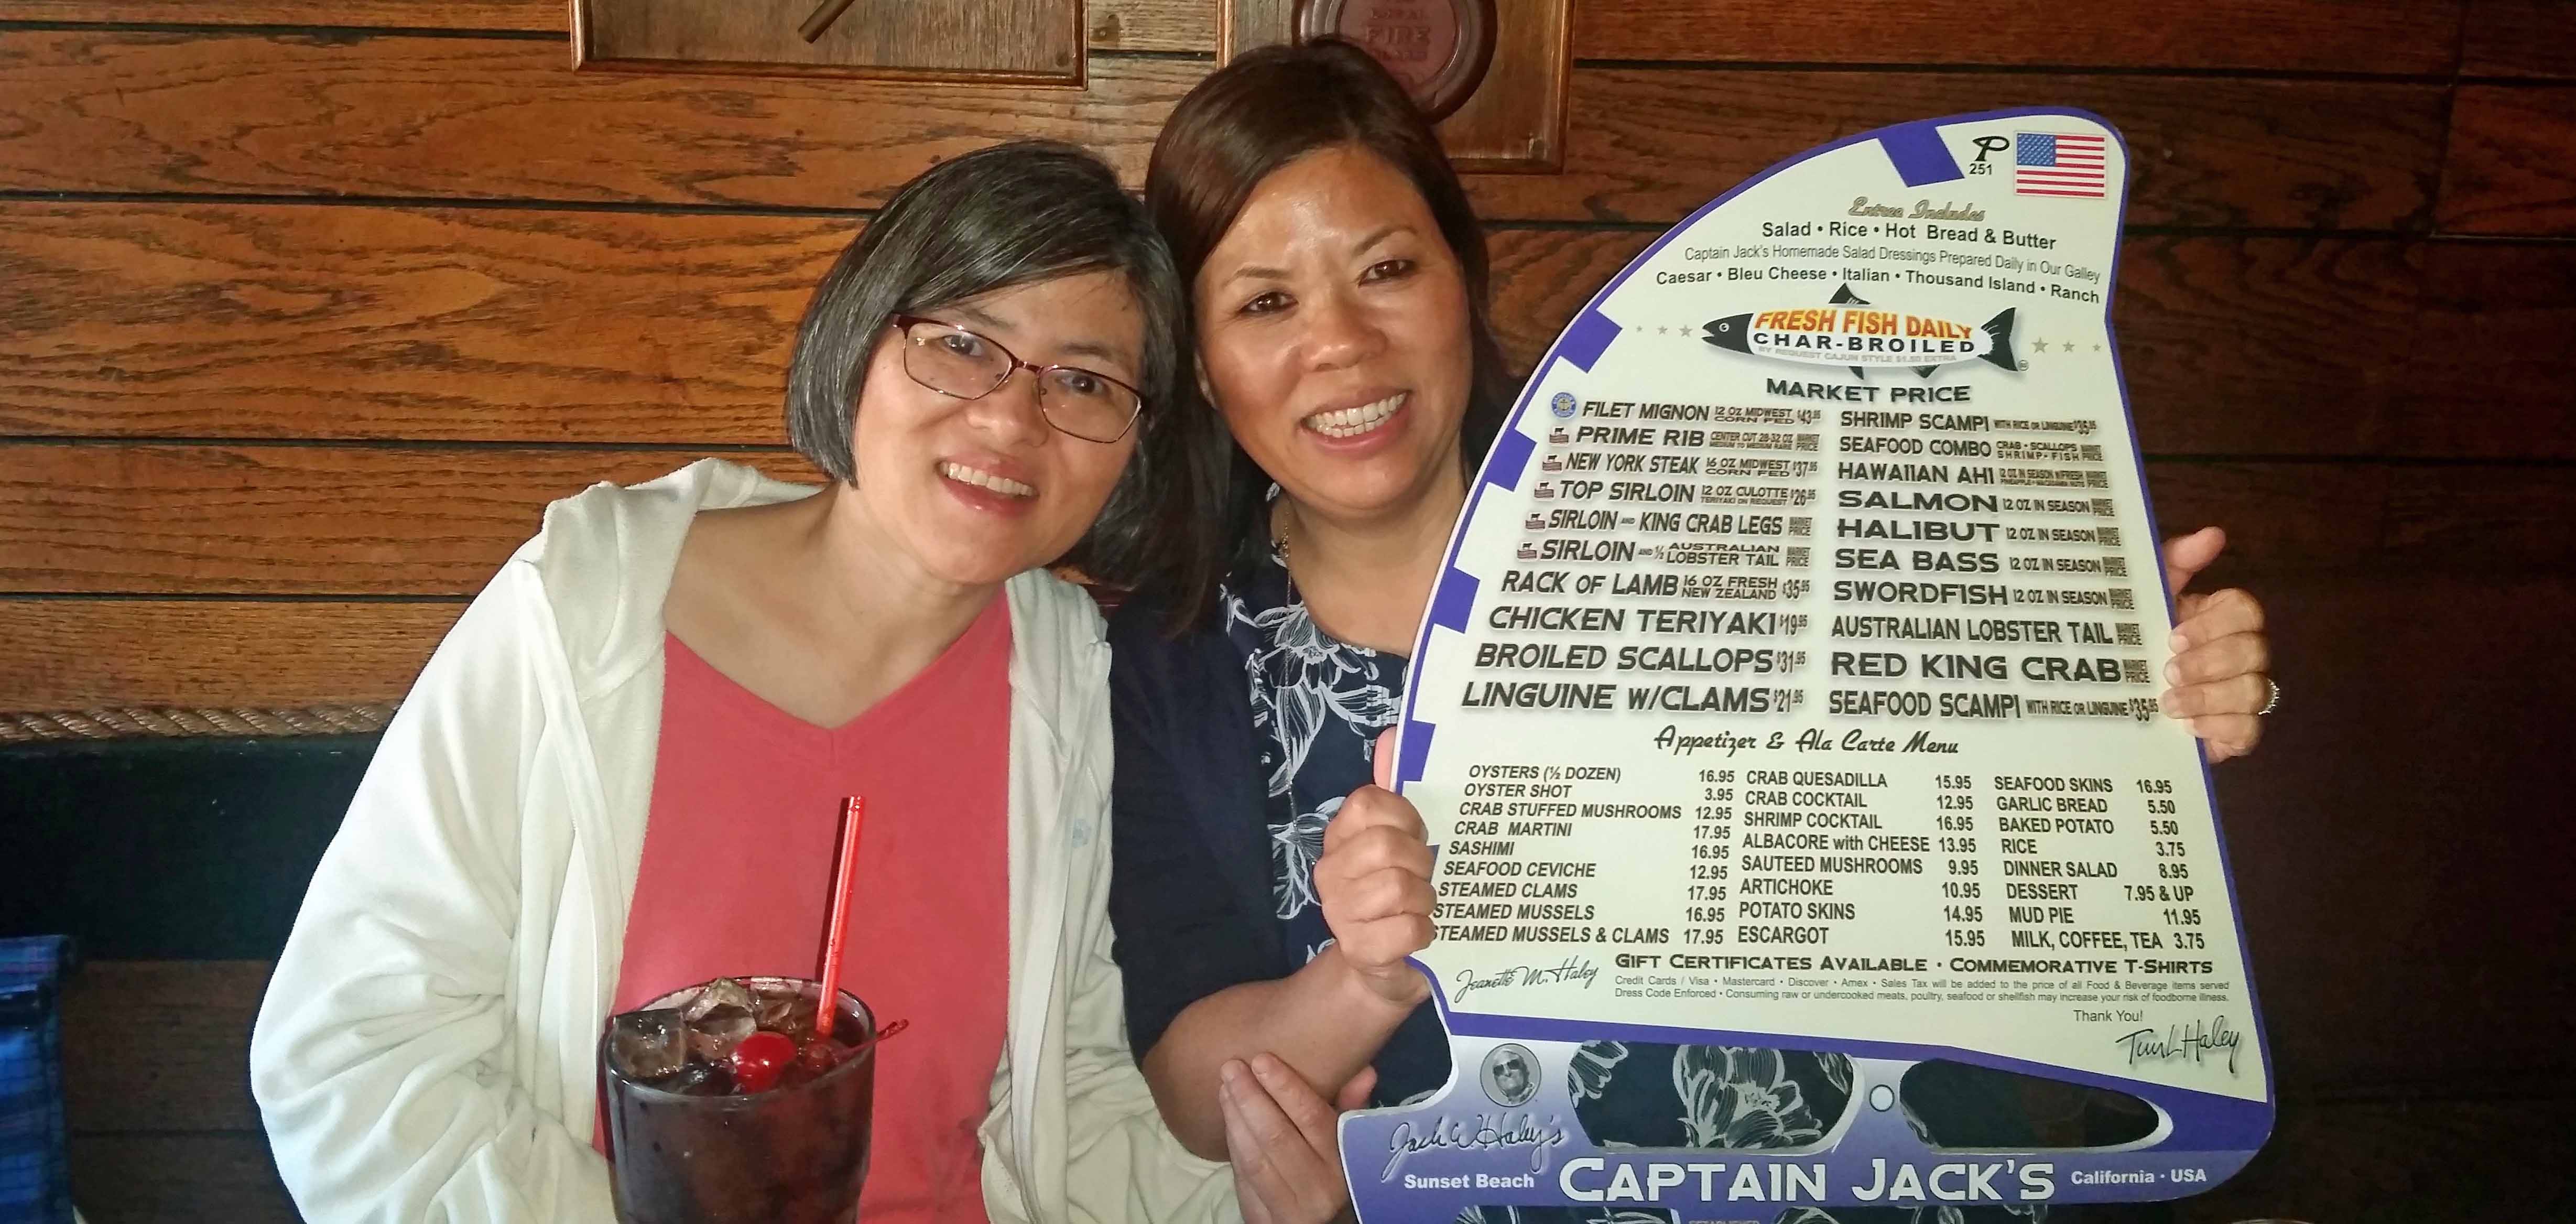 FIRE
P
251
Entree Includes
Salad • Rice • Hot Bread & Butter
Captain Jack's Homemade Salad Dressings Prepared Daily in Our Galley
Caesar • Bleu Cheese • Italian • Thousand Island • Ranch
FRESH FISH DAILY
CHAR-BROILED
BY REQUEST CAJUN STYLE $1.50 EXTRA
MARKET PRICE
FILET MIGNON 12 OZ MIDWEST CORN FED $43.95
PRIME RIB CENTER CUT 28-32 OZ MEDIUM TO MEDIUM RARE MARKET PRICE
NEW YORK STEAK 16 OZ MIDWEST CORN FED $37.95
TOP SIRLOIN 12 OZ CULOTTE TERIYAKI ON REQUEST $26.95
SIRLOIN AND KING CRAB LEGS MARKET PRICE
SIRLOIN AND ½ AUSTRALIAN LOBSTER TAIL MARKET PRICE
RACK OF LAMB 16 OZ FRESH NEW ZEALAND $35.95
CHICKEN TERIYAKI $19.95
BROILED SCALLOPS $31.95
LINGUINE W/CLAMS $21.95
SHRIMP SCAMPI WITH RICE OR LINGUINE $35.95
SEAFOOD COMBO CRAB • SCALLOPS SHRIMP • FISH MARKET PRICE
HAWAIIAN AHI 12 OZ IN SEASON W/FRESH PINEAPPLE • MACADAMIA NUTS MARKET PRICE
SALMON 12 OZ IN SEASON MARKET PRICE
HALIBUT 12 OZ IN SEASON MARKET PRICE
SEA BASS 12 OZ IN SEASON MARKET PRICE
SWORDFISH 12 OZ IN SEASON MARKET PRICE
AUSTRALIAN LOBSTER TAIL MARKET PRICE
RED KING CRAB MARKET PRICE
SEAFOOD SCAMPI WITH RICE OR LINGUINE $35.95
Appetizer & Ala Carte Menu
OYSTERS (½ DOZEN) 16.95
OYSTER SHOT 3.95
CRAB STUFFED MUSHROOMS 12.95
CRAB MARTINI 17.95
SASHIMI 16.95
SEAFOOD CEVICHE 12.95
STEAMED CLAMS 17.95
STEAMED MUSSELS 16.95
STEAMED MUSSELS & CLAMS 17.95
CRAB QUESADILLA 15.95
CRAB COCKTAIL 12.95
SHRIMP COCKTAIL 16.95
ALBACORE with CHEESE 13.95
SAUTEED MUSHROOMS 9.95
ARTICHOKE 10.95
POTATO SKINS 14.95
ESCARGOT 15.95
SEAFOOD SKINS 16.95
GARLIC BREAD 5.50
BAKED POTATO 5.50
RICE 3.75
DINNER SALAD 8.95
DESSERT 7.95 & UP
MUD PIE 11.95
MILK, COFFEE, TEA 3.75
GIFT CERTIFICATES AVAILABLE • COMMEMORATIVE T-SHIRTS
Jeanette M. Haley
Credit Cards / Visa • Mastercard • Discover • Amex • Sales Tax will be added to the price of all Food & Beverage items served
Dress Code Enforced • Consuming raw or undercooked meats, poultry, seafood or shellfish may increase your risk of foodborne illness.
Thank You!
Tim L Haley
Jack W Haley's
Sunset Beach CAPTAIN JACK'S California • USA
ESTABLISHED